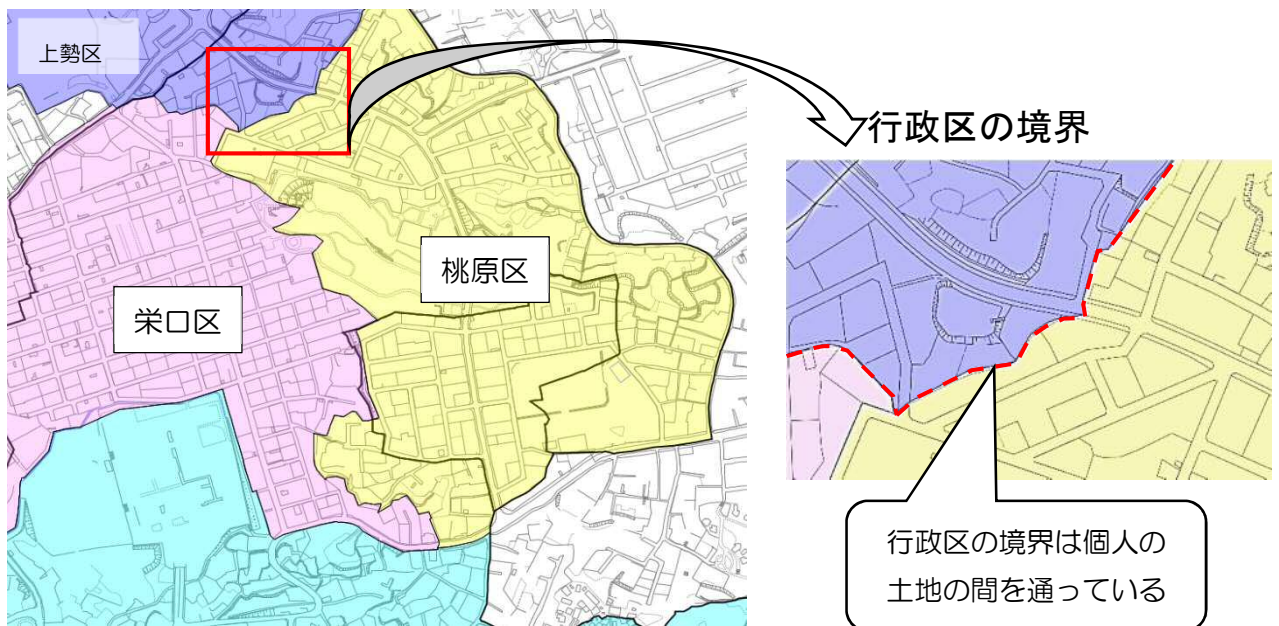 上勢区
行政区の境界
桃原区
栄口区
行政区の境界は個人の
土地の間を通っている